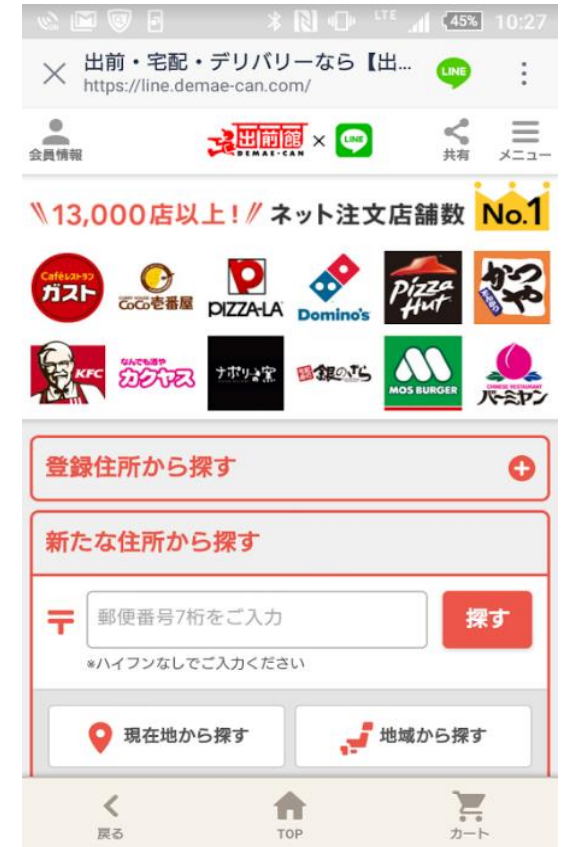 LTE 45% 10:27
出前・宅配・デリバリーなら【出...
https://line.demae-can.com/
LINE
会員情報
出前館
DEMAE-CAN
×
LINE
共有
メニュー
13,000店以上! ネット注文店舗数 No.1
Caféレストラン
ガスト
CoCo壱番屋
PIZZA-LA
Domino's
Pizza Hut
かつや
KFC
なんでも酒や
カクヤス
ナポリの窯
銀のさら
MOS BURGER
CHINESE RESTAURANT
バーミヤン
登録住所から探す
新たな住所から探す
〒
郵便番号7桁をご入力
探す
※ハイフンなしでご入力ください
現在地から探す
地域から探す
戻る
TOP
カート